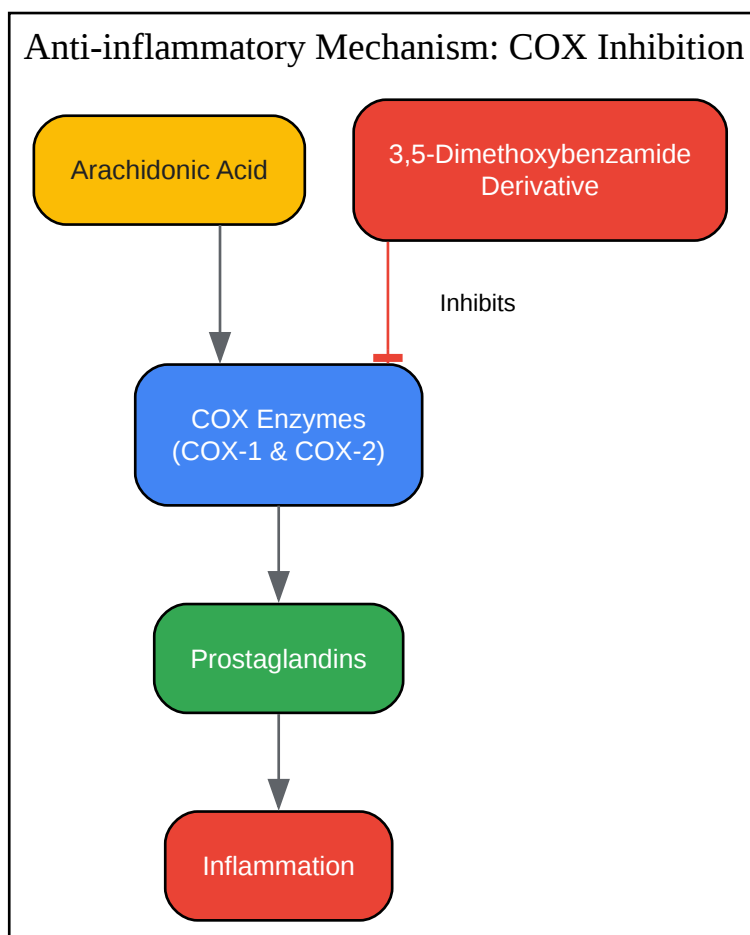 Anti-inflammatory Mechanism: COX Inhibition
Arachidonic Acid
3,5-Dimethoxybenzamide
Derivative
Inhibits
COX Enzymes
(COX-1 & COX-2)
Prostaglandins
Inflammation